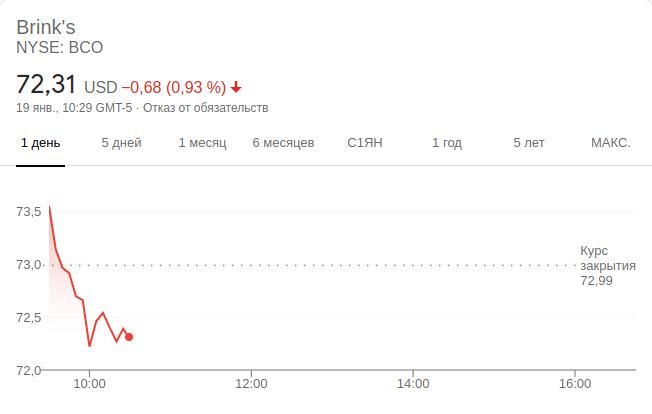 Brink's
NYSE: BCO
72,31 USD −0,68 (0,93 %)
19 янв., 10:29 GMT-5 · Отказ от обязательств
1 день 5 дней 1 месяц 6 месяцев С1ЯН 1 год 5 лет МАКС.
73,5
Курс
73,0 закрытия
72,99
72,5
72,0
10:00 12:00 14:00 16:00